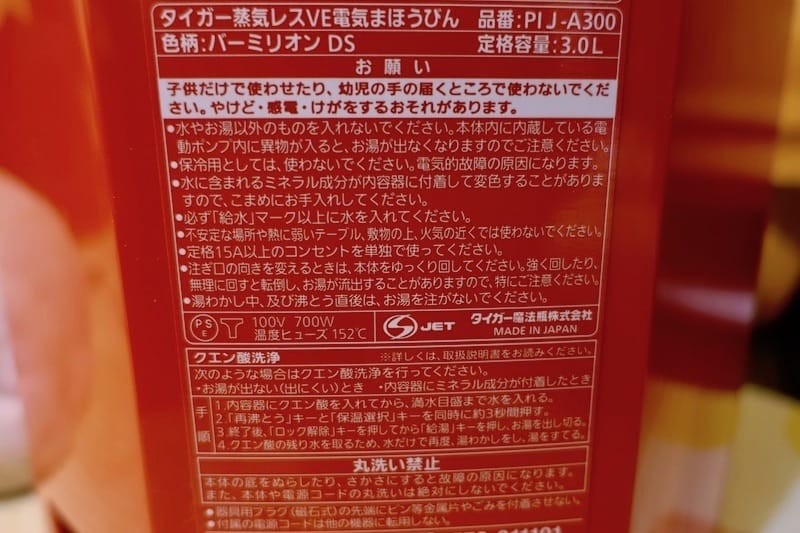 タイガー蒸気レスVE電気まほうびん 品番:PIJ-A300
色柄:バーミリオン DS 定格容量:3.0L
お願い
子供だけで使わせたり、幼児の手の届くところで使わないでくだ
さい。やけど・感電・けがをするおそれがあります。
●水やお湯以外のものを入れないでください。本体内に内蔵している電
動ポンプ内に異物が入ると、お湯が出なくなりますのでご注意ください。
●保冷用としては、使わないでください。電気的故障の原因になります。
●水に含まれるミネラル成分が内容器に付着して変色することがありま
すので、こまめにお手入れしてください。
●必ず「給水」マーク以上に水を入れてください。
●不安定な場所や熱に弱いテーブル、敷物の上、火気の近くでは使わないでください。
●定格15A以上のコンセントを単独で使ってください。
●注ぎ口の向きを変えるときは、本体をゆっくり回してください。強く回したり、
無理に回すと転倒し、お湯が流出することがありますので、特にご注意ください。
●湯わかし中、及び沸とう直後は、お湯を注がないでください。
PSE T 100V 700W
温度ヒューズ 152℃
JET タイガー魔法瓶株式会社
MADE IN JAPAN
クエン酸洗浄 ※詳しくは、取扱説明書をお読みください。
次のような場合はクエン酸洗浄を行ってください。
・お湯が出ない(出にくい)とき ・内容器にミネラル成分が付着したとき
手順
1.内容器にクエン酸を入れてから、満水目盛まで水を入れる。
2.「再沸とう」キーと「保温選択」キーを同時に約3秒間押す。
3.終了後、「ロック解除」キーを押してから「給湯」キーを押し、お湯を出し切る。
4.クエン酸の残り水を取るため、水だけで再度、湯わかしをし、湯をすてる。
丸洗い禁止
本体の底をぬらしたり、さかさにすると故障の原因になります。
また、本体や電源コードの丸洗いは絶対にしないでください。
●器具用プラグ(磁石式)の先端にピン等金属片やごみを付着させない。
●付属の電源コードは他の機器に転用しない。